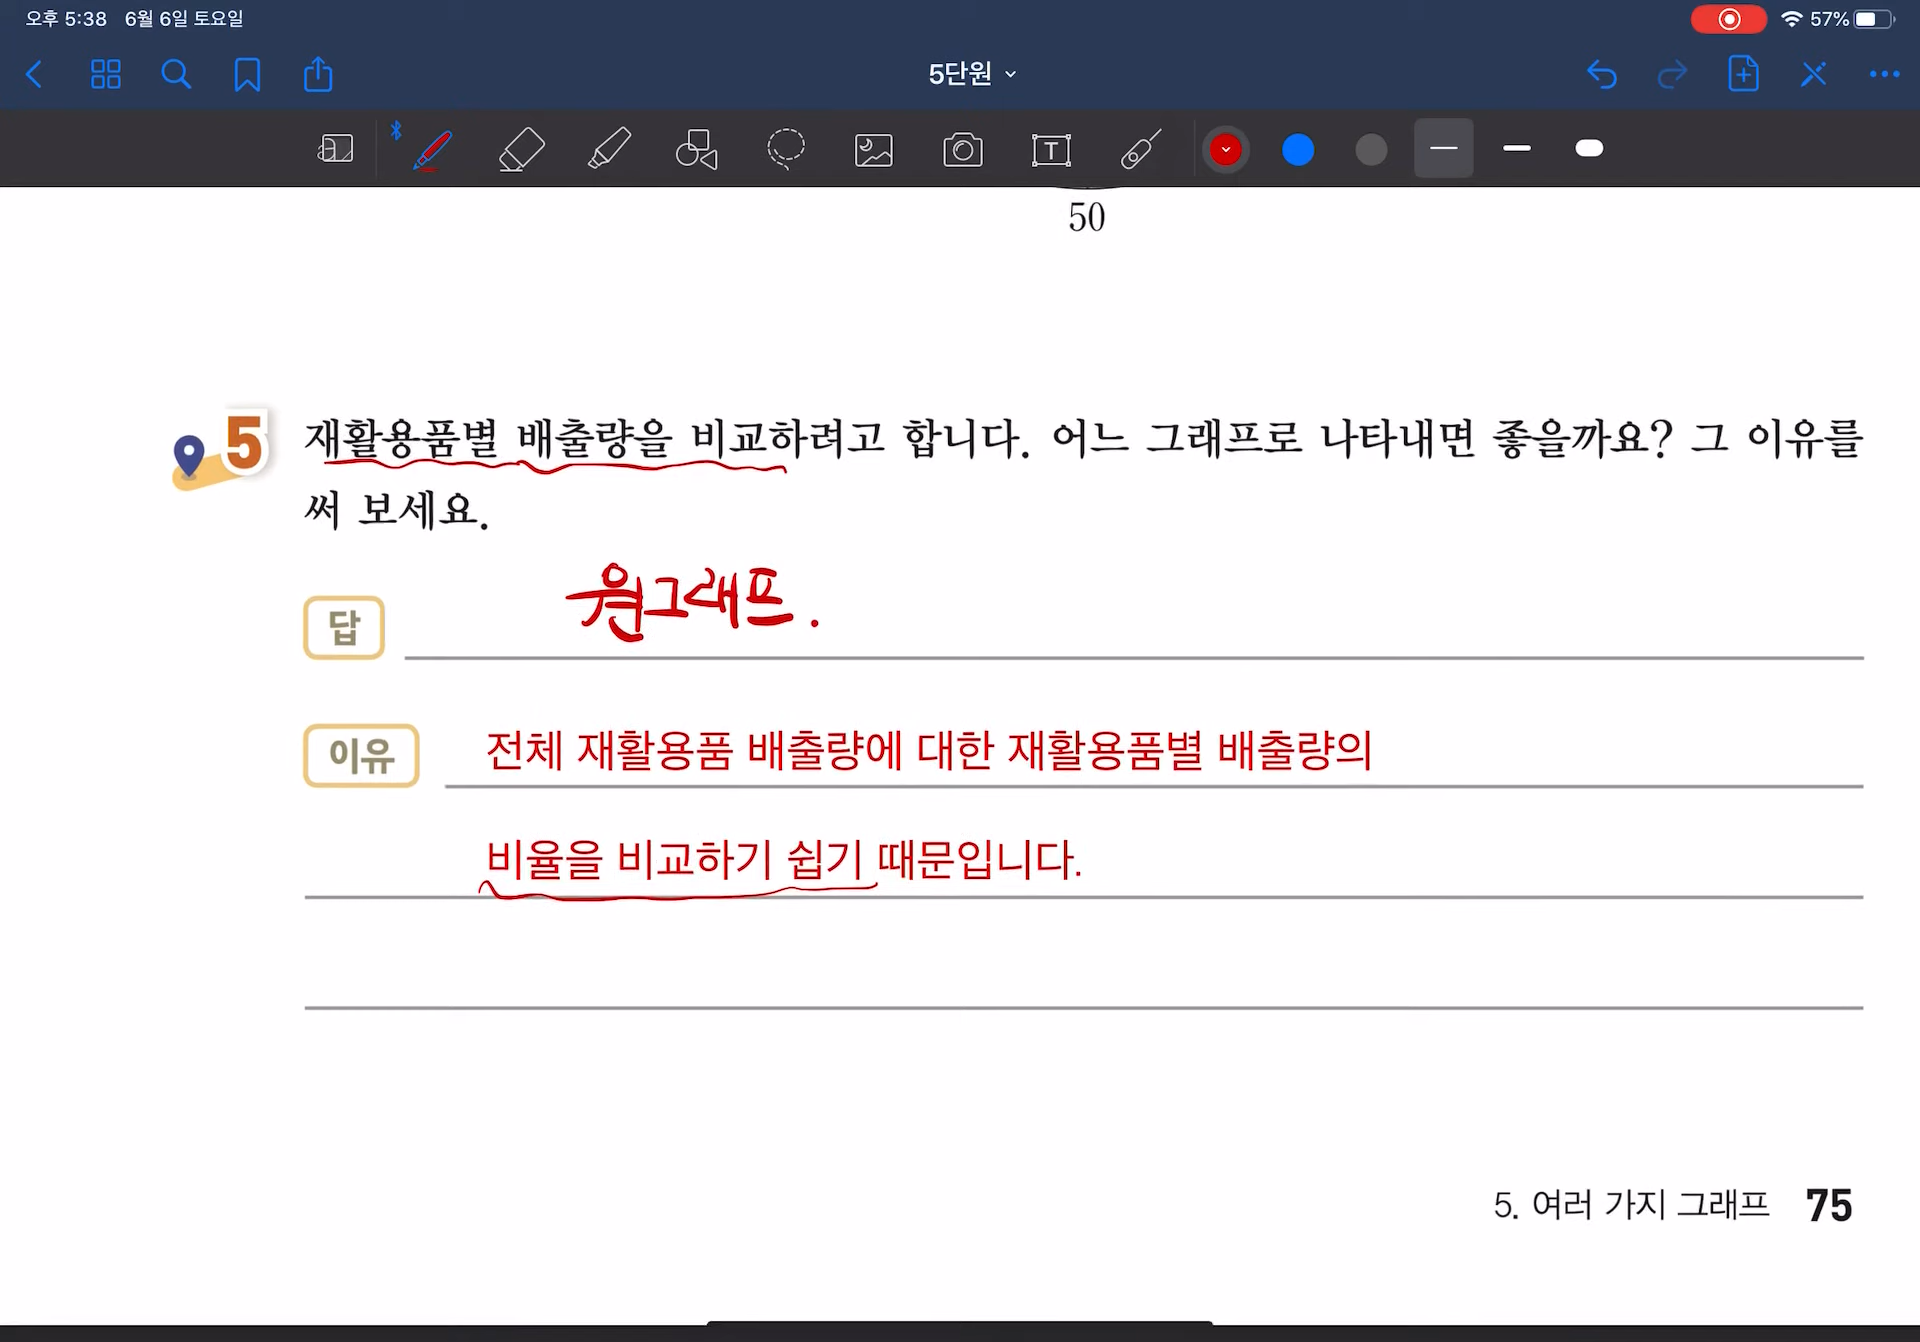 오후 5:38 6월 6일 토요일 57%
5단원
T
50
5 재활용품별 배출량을 비교하려고 합니다. 어느 그래프로 나타내면 좋을까요? 그 이유를
써 보세요.
답 원그래프.
이유 전체 재활용품 배출량에 대한 재활용품별 배출량의
비율을 비교하기 쉽기 때문입니다.
5. 여러 가지 그래프 75